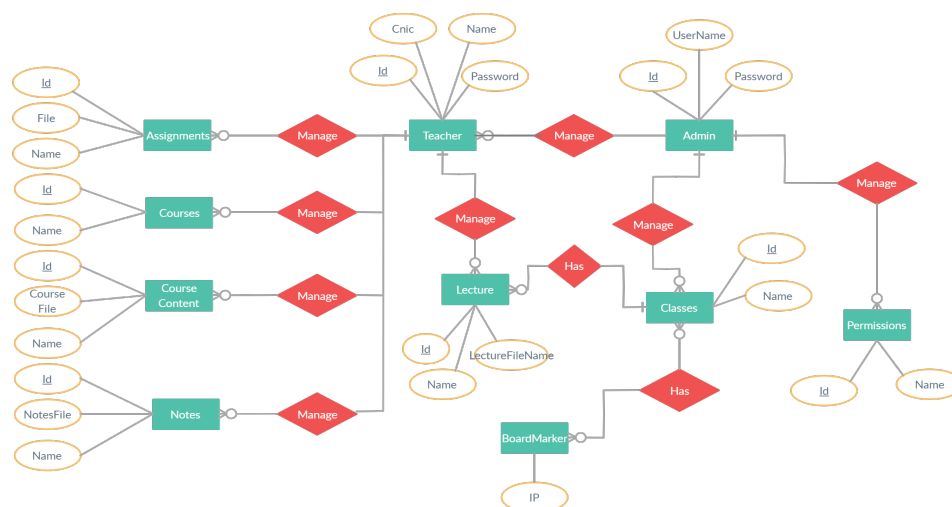 Cnic
Name
UserName
Id
Password
Id
Password
Id
File
Name
Assignments
Manage
Teacher
Manage
Admin
Id
Name
Courses
Manage
Manage
Manage
Manage
Id
Course
File
Name
Course
Content
Manage
Lecture
Has
Classes
Id
Name
Permissions
Id
Name
Id
Name
LectureFileName
Id
NotesFile
Name
Notes
Manage
Has
BoardMarker
IP